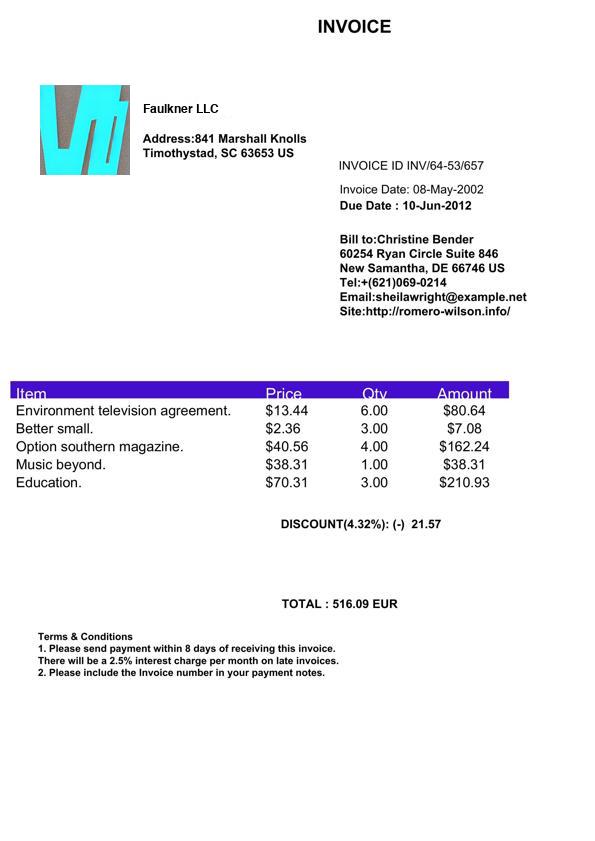 INVOICE
Faulkner LLC
Address:841 Marshall Knolls
Timothystad, SC 63653 US
INVOICE ID INV/64-53/657
Invoice Date: 08-May-2002
Due Date : 10-Jun-2012
Bill to:Christine Bender
60254 Ryan Circle Suite 846
New Samantha, DE 66746 US
Tel:+(621)069-0214
Email:sheilawright@example.net
Site:http://romero-wilson.info/
Item Price Qty Amount
Environment television agreement. $13.44 6.00 $80.64
Better small. $2.36 3.00 $7.08
Option southern magazine. $40.56 4.00 $162.24
Music beyond. $38.31 1.00 $38.31
Education. $70.31 3.00 $210.93
DISCOUNT(4.32%): (-) 21.57
TOTAL : 516.09 EUR
Terms & Conditions
1. Please send payment within 8 days of receiving this invoice.
There will be a 2.5% interest charge per month on late invoices.
2. Please include the Invoice number in your payment notes.